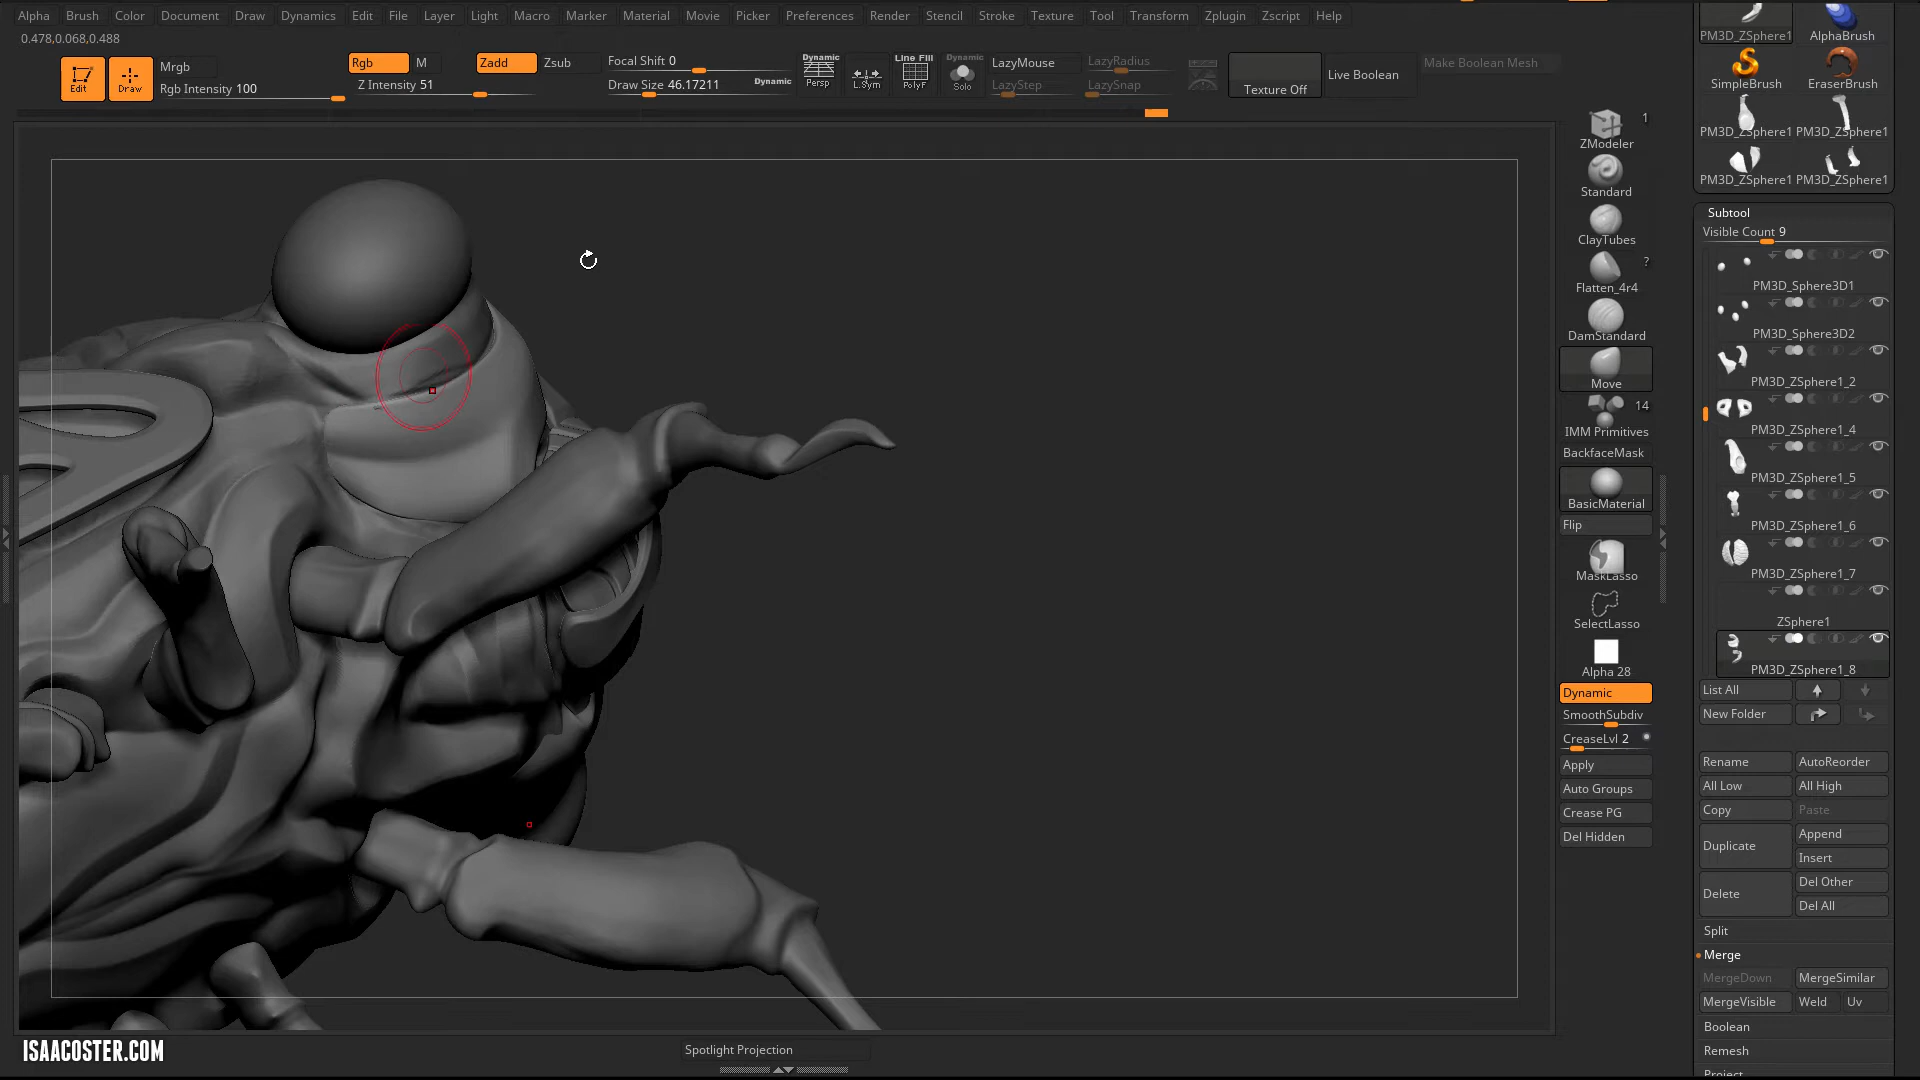 Alpha Brush Color Document Draw Dynamics Edit File Layer Light Macro Marker Material Movie Picker Preferences Render Stencil Stroke Texture Tool Transform Zplugin Zscript Help
0.478,0.068,0.488
Edit
Draw
Mrgb
Rgb Intensity 100
Rgb
M
Z Intensity 51
Zadd
Zsub
Focal Shift 0
Draw Size 46.17211
Dynamic
Dynamic
Persp
L.Sym
Line Fill
PolyF
Dynamic
Solo
LazyMouse
LazyStep
LazyRadius
LazySnap
Texture Off
Live Boolean
Make Boolean Mesh
1
ZModeler
Standard
ClayTubes
?
Flatten_4r4
DamStandard
Move
14
IMM Primitives
BackfaceMask
BasicMaterial
Flip
MaskLasso
SelectLasso
Alpha 28
Dynamic
SmoothSubdiv
CreaseLvl 2
Apply
Auto Groups
Crease PG
Del Hidden
PM3D_ZSphere1 AlphaBrush
SimpleBrush EraserBrush
PM3D_ZSphere1 PM3D_ZSphere1
PM3D_ZSphere1 PM3D_ZSphere1
Subtool
Visible Count 9
PM3D_Sphere3D1
PM3D_Sphere3D2
PM3D_ZSphere1_2
PM3D_ZSphere1_4
PM3D_ZSphere1_5
PM3D_ZSphere1_6
PM3D_ZSphere1_7
ZSphere1
PM3D_ZSphere1_8
List All
New Folder
Rename AutoReorder
All Low All High
Copy Paste
Duplicate
Append
Insert
Delete
Del Other
Del All
Split
Merge
MergeDown MergeSimilar
MergeVisible Weld Uv
Boolean
Remesh
Project
ISAACOSTER.COM
Spotlight Projection